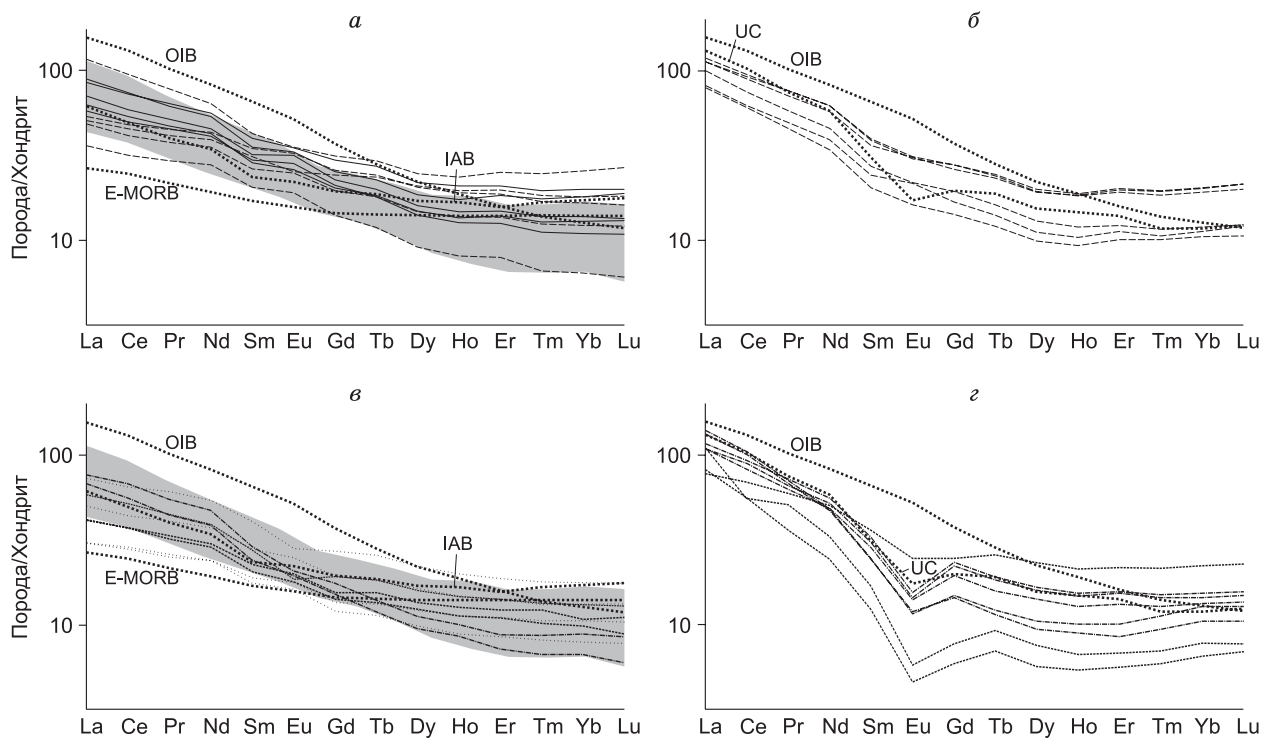 а
Порода/Хондрит
100
10
OIB
IAB
E-MORB
La Ce Pr Nd Sm Eu Gd Tb Dy Ho Er Tm Yb Lu
б
100
10
UC
OIB
La Ce Pr Nd Sm Eu Gd Tb Dy Ho Er Tm Yb Lu
в
Порода/Хондрит
100
10
OIB
IAB
E-MORB
La Ce Pr Nd Sm Eu Gd Tb Dy Ho Er Tm Yb Lu
г
100
10
OIB
UC
La Ce Pr Nd Sm Eu Gd Tb Dy Ho Er Tm Yb Lu